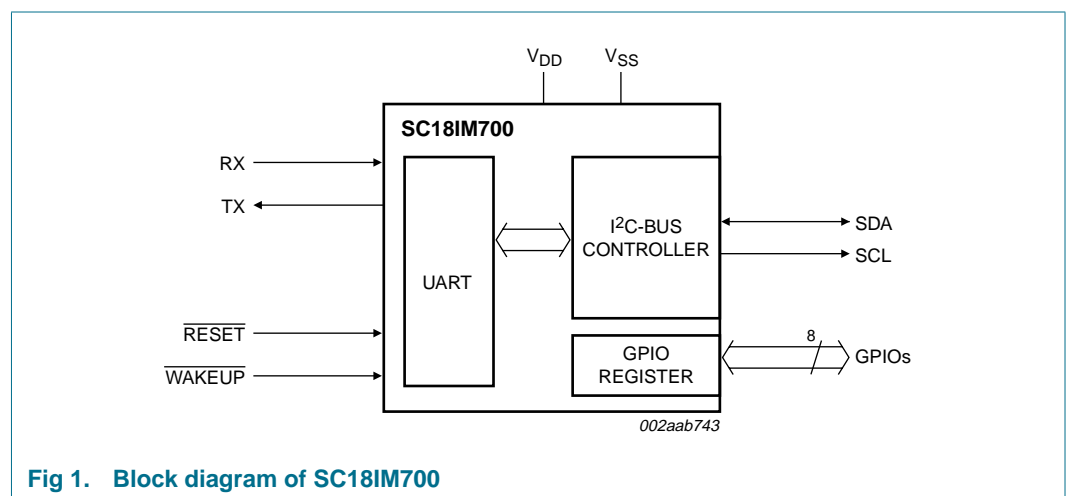 VDD VSS
SC18IM700
RX
TX
RESET
WAKEUP
UART
I2C-BUS
CONTROLLER
SDA
SCL
GPIO
REGISTER
8
GPIOs
002aab743
Fig 1. Block diagram of SC18IM700